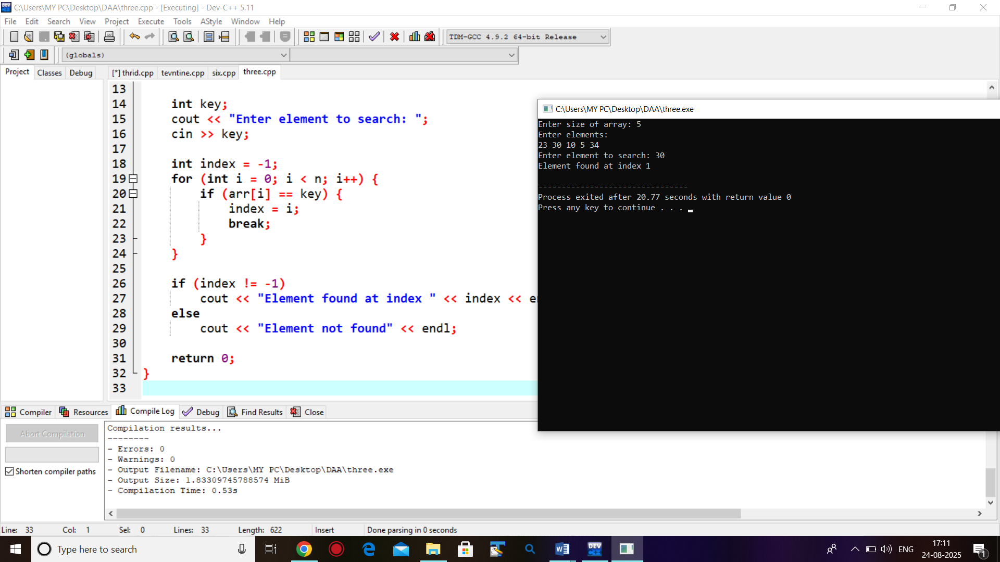 C:\Users\MY PC\Desktop\DAA\three.cpp - [Executing] - Dev-C++ 5.11
File Edit Search View Project Execute Tools AStyle Window Help
TDM-GCC 4.9.2 64-bit Release
(globals)
Project Classes Debug
[*] thrid.cpp tevntine.cpp six.cpp three.cpp
13
14 int key;
15 cout << "Enter element to search: ";
16 cin >> key;
17
18 int index = -1;
19 for (int i = 0; i < n; i++) {
20 if (arr[i] == key) {
21 index = i;
22 break;
23 }
24 }
25
26 if (index != -1)
27 cout << "Element found at index " << index <<
28 else
29 cout << "Element not found" << endl;
30
31 return 0;
32 }
33
C:\Users\MY PC\Desktop\DAA\three.exe
Enter size of array: 5
Enter elements:
23 30 10 5 34
Enter element to search: 30
Element found at index 1
--------------------------------
Process exited after 20.77 seconds with return value 0
Press any key to continue . . .
Compiler Resources Compile Log Debug Find Results Close
Abort Compilation
Shorten compiler paths
Compilation results...
--------
- Errors: 0
- Warnings: 0
- Output Filename: C:\Users\MY PC\Desktop\DAA\three.exe
- Output Size: 1.83309745788574 MiB
- Compilation Time: 0.53s
Line: 33 Col: 1 Sel: 0 Lines: 33 Length: 622 Insert Done parsing in 0 seconds
Type here to search
DEV C++
ENG
17:11
24-08-2025
1